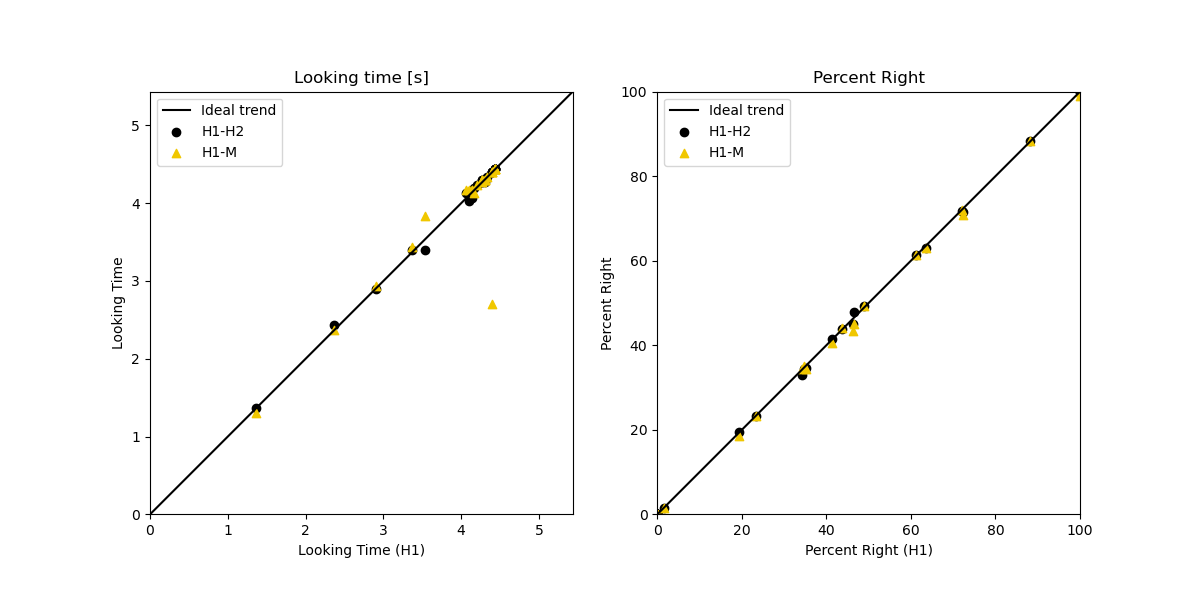 Looking time [s]
Ideal trend
H1-H2
H1-M
5
4
3
2
1
0
0 1 2 3 4 5
Looking Time
Looking Time (H1)
Percent Right
Ideal trend
H1-H2
H1-M
100
80
60
40
20
0
0 20 40 60 80 100
Percent Right
Percent Right (H1)